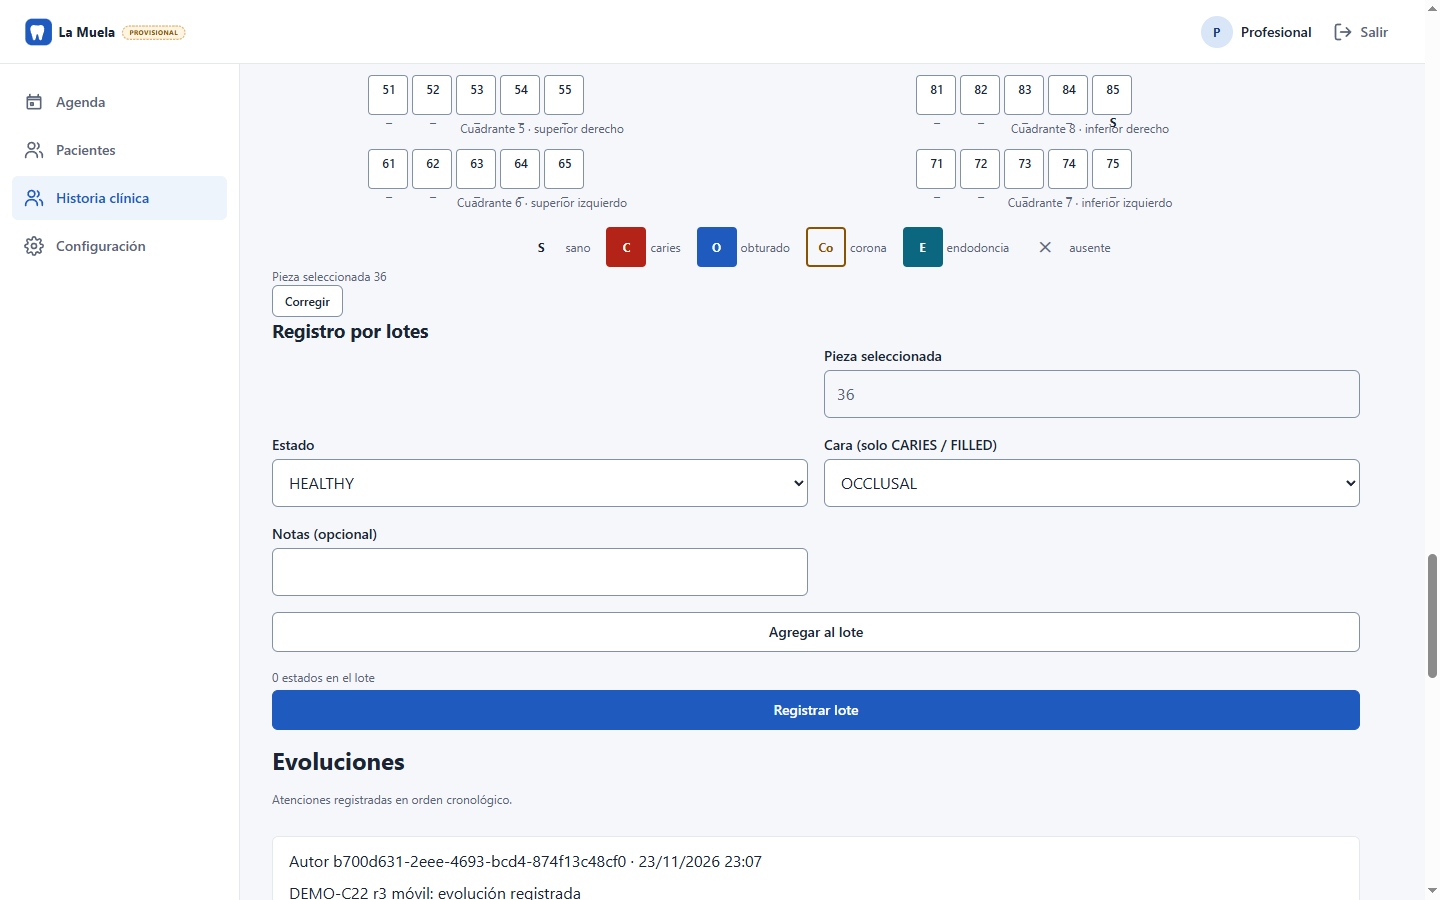 La Muela PROVISIONAL
P Profesional Salir
Agenda
Pacientes
Historia clínica
Configuración
51 52 53 54 55
– – – – –
Cuadrante 5 · superior derecho
81 82 83 84 85
– – – – S
Cuadrante 8 · inferior derecho
61 62 63 64 65
– – – – –
Cuadrante 6 · superior izquierdo
71 72 73 74 75
– – – – –
Cuadrante 7 · inferior izquierdo
S sano C caries O obturado Co corona E endodoncia × ausente
Pieza seleccionada 36
Corregir
Registro por lotes
Pieza seleccionada
36
Estado
HEALTHY
Cara (solo CARIES / FILLED)
OCCLUSAL
Notas (opcional)
Agregar al lote
0 estados en el lote
Registrar lote
Evoluciones
Atenciones registradas en orden cronológico.
Autor b700d631-2eee-4693-bcd4-874f13c48cf0 · 23/11/2026 23:07
DEMO-C22 r3 móvil: evolución registrada